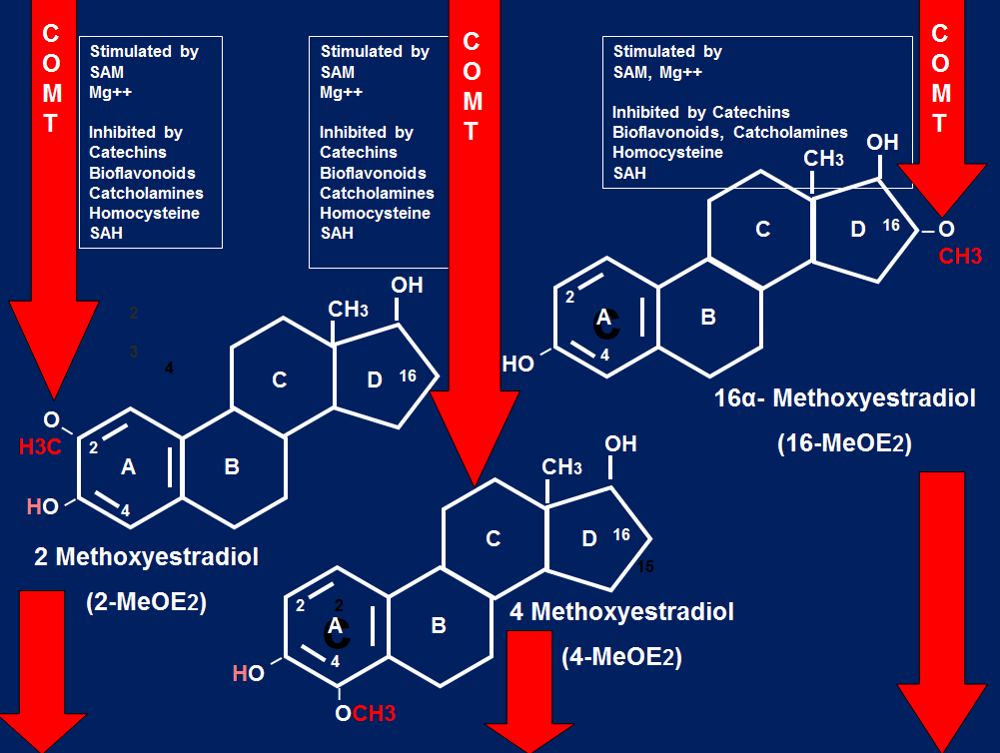 COMT
Stimulated by
SAM
Mg++
Inhibited by
Catechins
Bioflavonoids
Catcholamines
Homocysteine
SAH
Stimulated by
SAM
Mg++
Inhibited by
Catechins
Bioflavonoids
Catcholamines
Homocysteine
SAH
COMT
Stimulated by
SAM, Mg++
Inhibited by Catechins
Bioflavonoids, Catcholamines
Homocysteine
SAH
COMT
OH
CH3
C
D
16
O
CH3
2
A
C
B
4
HO
16α- Methoxyestradiol
(16-MeOE2)
2
3
4
OH
CH3
C
D
16
O
H3C
2
A
B
HO
4
2 Methoxyestradiol
(2-MeOE2)
OH
CH3
C
D
16
15
2
2
A
C
B
4
HO
OCH3
4 Methoxyestradiol
(4-MeOE2)